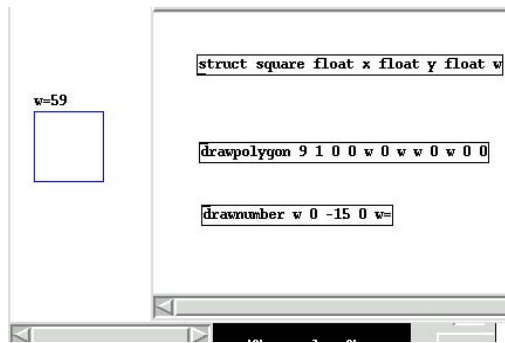 struct square float x float y float w
w=59
drawpolygon 9 1 0 0 w 0 w w 0 w 0 0
drawnumber w 0 -15 0 w=